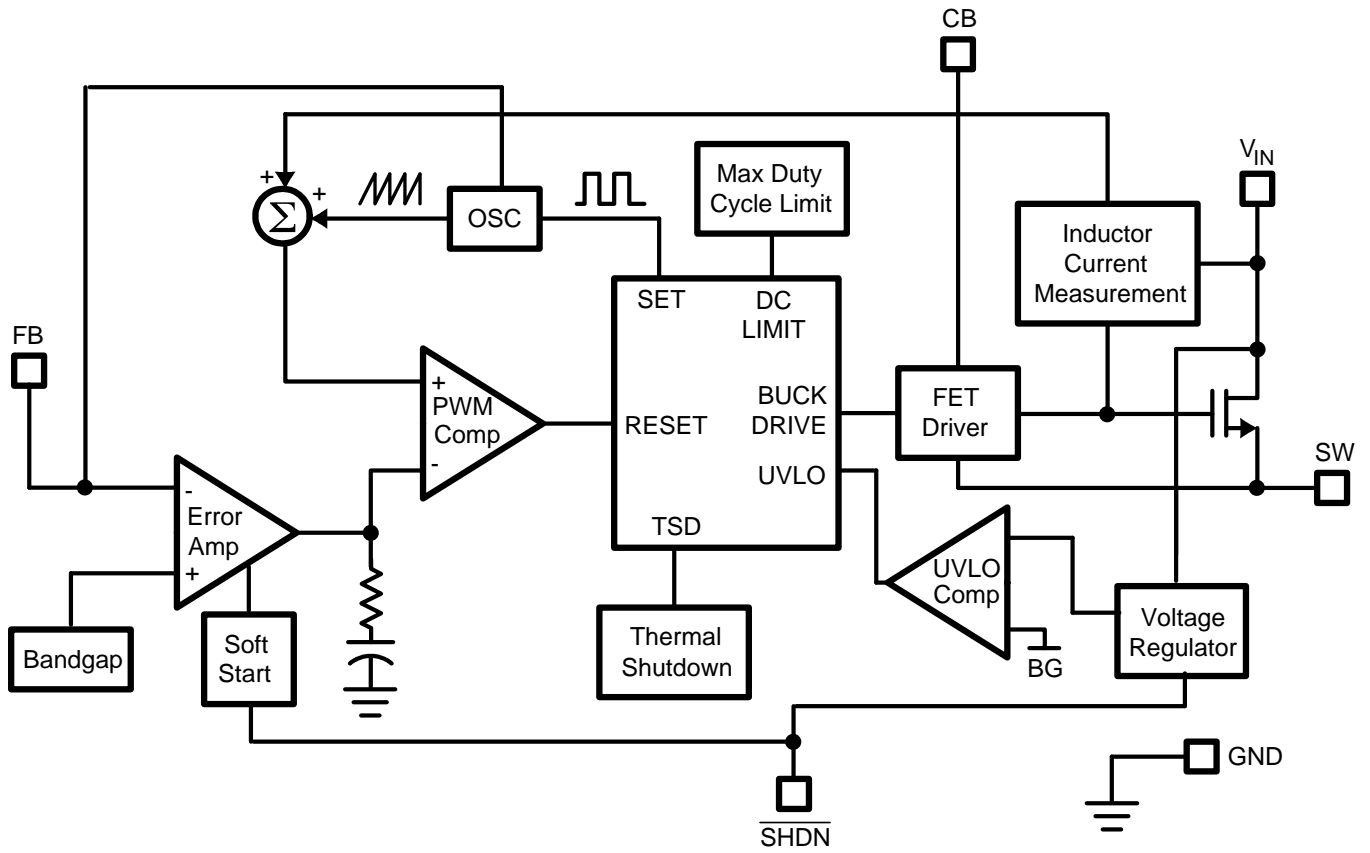 CB
V_IN
+
+
Σ
OSC
Max Duty
Cycle Limit
Inductor
Current
Measurement
SET
DC
LIMIT
FB
+
PWM
Comp
-
RESET
BUCK
DRIVE
FET
Driver
SW
UVLO
-
Error
Amp
+
TSD
UVLO
Comp
Bandgap
Soft
Start
Thermal
Shutdown
BG
Voltage
Regulator
GND
SHDN